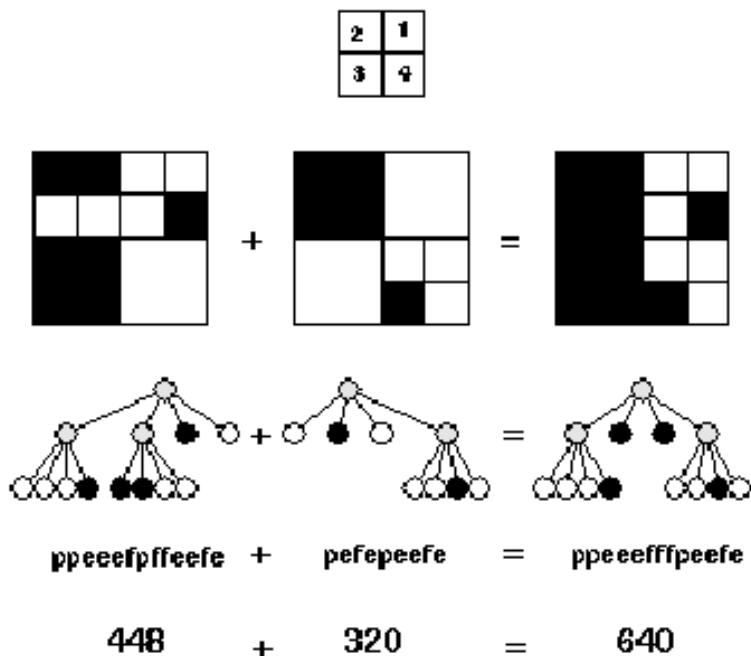 2 1
3 4
+ =
+ =
ppeeefpffeefe + pefepeefe = ppeeefffpeefe
448 + 320 = 640